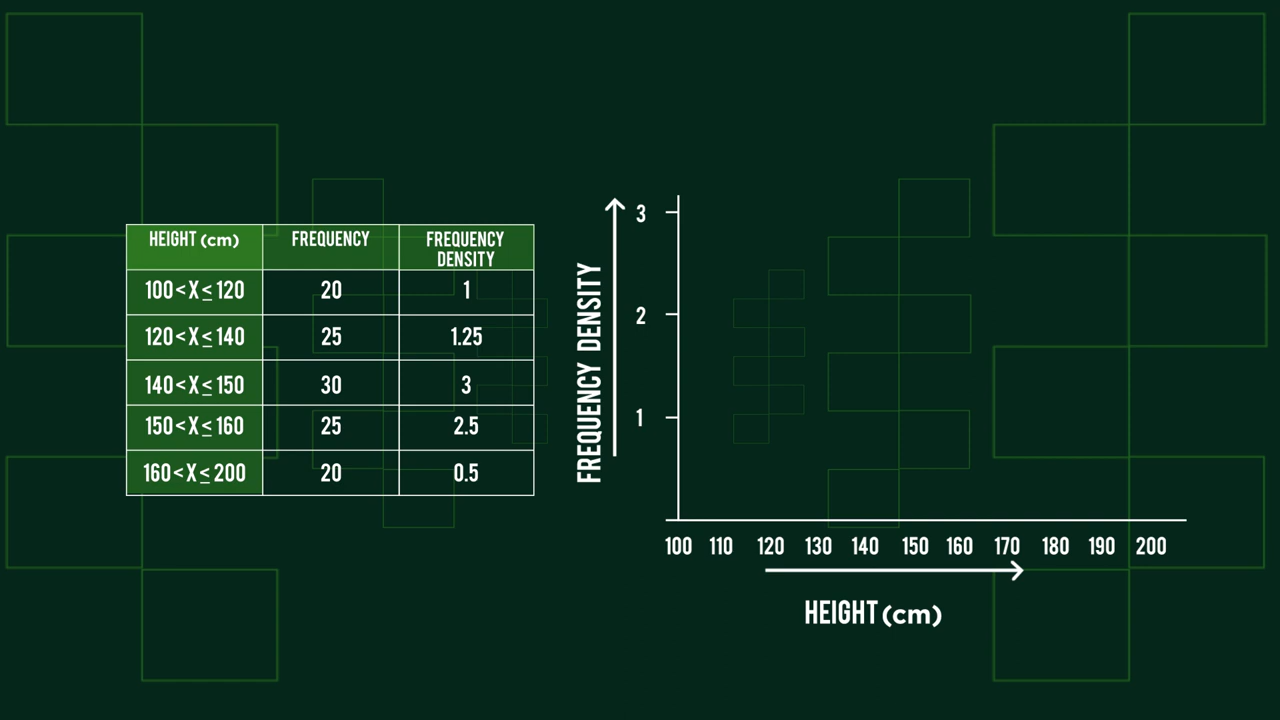 HEIGHT (cm) FREQUENCY FREQUENCY DENSITY
100 < X ≤ 120 20 1
120 < X ≤ 140 25 1.25
140 < X ≤ 150 30 3
150 < X ≤ 160 25 2.5
160 < X ≤ 200 20 0.5
FREQUENCY DENSITY
3
2
1
100 110 120 130 140 150 160 170 180 190 200
HEIGHT (cm)